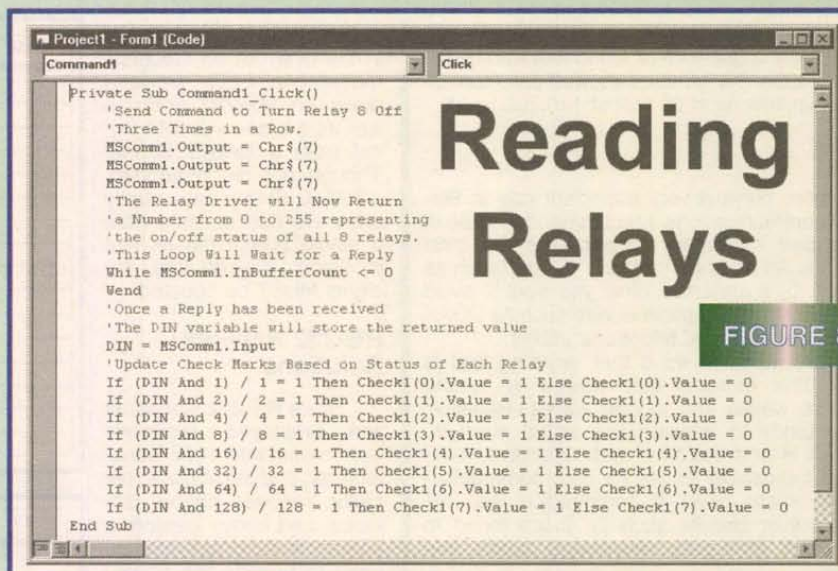 Project1 - Form1 (Code)
Command1 Click
Private Sub Command1_Click()
'Send Command to Turn Relay 8 Off
'Three Times in a Row.
MSComm1.Output = Chr$(7)
MSComm1.Output = Chr$(7)
MSComm1.Output = Chr$(7)
'The Relay Driver will Now Return
'a Number from 0 to 255 representing
'the on/off status of all 8 relays.
'This Loop Will Wait for a Reply
While MSComm1.InBufferCount <= 0
Wend
'Once a Reply has been received
'The DIN variable will store the returned value
DIN = MSComm1.Input
'Update Check Marks Based on Status of Each Relay
If (DIN And 1) / 1 = 1 Then Check1(0).Value = 1 Else Check1(0).Value = 0
If (DIN And 2) / 2 = 1 Then Check1(1).Value = 1 Else Check1(1).Value = 0
If (DIN And 4) / 4 = 1 Then Check1(2).Value = 1 Else Check1(2).Value = 0
If (DIN And 8) / 8 = 1 Then Check1(3).Value = 1 Else Check1(3).Value = 0
If (DIN And 16) / 16 = 1 Then Check1(4).Value = 1 Else Check1(4).Value = 0
If (DIN And 32) / 32 = 1 Then Check1(5).Value = 1 Else Check1(5).Value = 0
If (DIN And 64) / 64 = 1 Then Check1(6).Value = 1 Else Check1(6).Value = 0
If (DIN And 128) / 128 = 1 Then Check1(7).Value = 1 Else Check1(7).Value = 0
End Sub
Reading
Relays
FIGURE